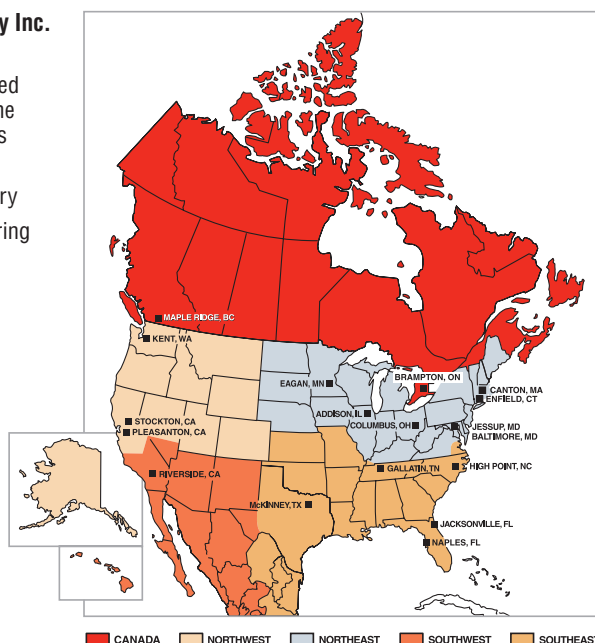 y Inc.
ed
ne
s
ry
ring
MAPLE RIDGE, BC
KENT, WA
BRAMPTON, ON
EAGAN, MN
CANTON, MA
ENFIELD, CT
ADDISON, IL
STOCKTON, CA
COLUMBUS, OH
JESSUP, MD
PLEASANTON, CA
BALTIMORE, MD
HIGH POINT, NC
GALLATIN, TN
RIVERSIDE, CA
McKINNEY, TX
JACKSONVILLE, FL
NAPLES, FL
CANADA NORTHWEST NORTHEAST SOUTHWEST SOUTHEAST